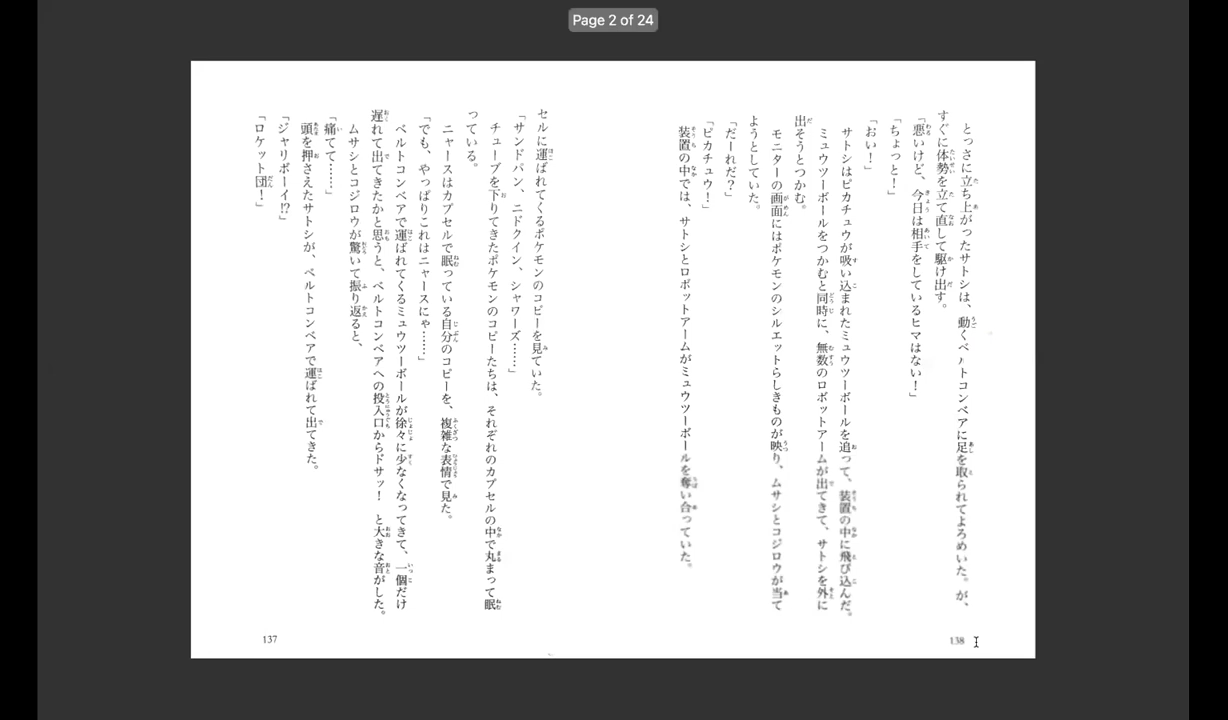 Page 2 of 24
とっさに立ち上がったサトシは、動くベルトコンベアに足を取られてよろめいた。が、
すぐに体勢を立て直して駆け出す。
「悪いけど、今日は相手をしているヒマはない！」
「ちょっと！」
「おい！」
サトシはピカチュウが吸い込まれたミュウツーボールを追って、装置の中に飛び込んだ。
ミュウツーボールをつかむと同時に、無数のロボットアームが出てきて、サトシを外に
出そうとつかむ。
モニターの画面にはポケモンのシルエットらしきものが映り、ムサシとコジロウが当て
ようとしていた。
「だーれだ？」
「ピカチュウ！」
装置の中では、サトシとロボットアームがミュウツーボールを奪い合っていた。
138
セルに運ばれてくるポケモンのコピーを見ていた。
「サンドパン、ニドクイン、シャワーズ……」
チューブを下りてきたポケモンのコピーたちは、それぞれのカプセルの中で丸まって眠
っている。
ニャースはカプセルで眠っている自分のコピーを、複雑な表情で見た。
「でも、やっぱりこれはニャースにゃ……」
ベルトコンベアで運ばれてくるミュウツーボールが徐々に少なくなってきて、一個だけ
遅れて出てきたかと思うと、ベルトコンベアへの投入口からドサッ！　と大きな音がした。
ムサシとコジロウが驚いて振り返ると、
「痛てて……」
頭を押さえたサトシが、ベルトコンベアで運ばれて出てきた。
「ジャリボーイ!?」
「ロケット団！」
137